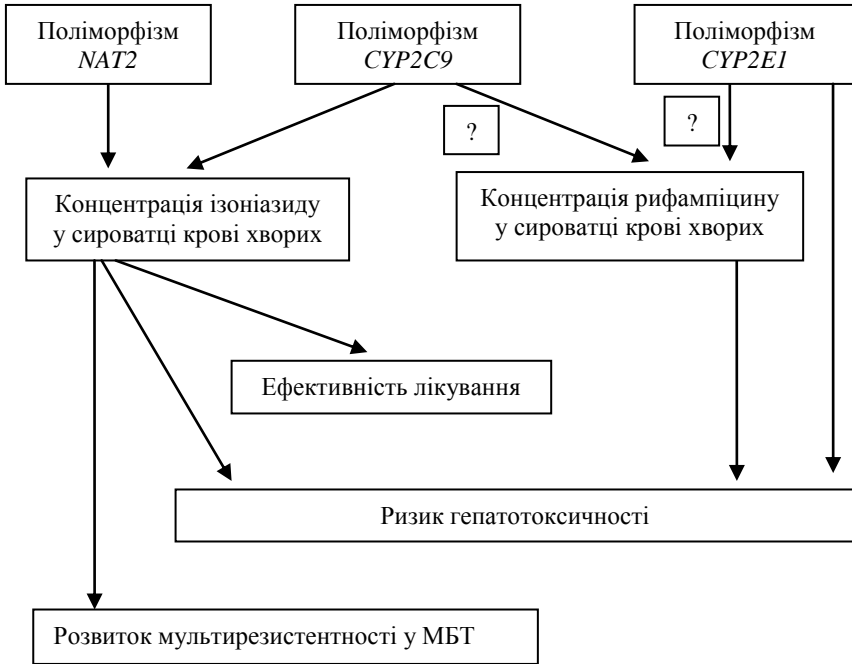 Поліморфізм
NAT2
Поліморфізм
CYP2C9
Поліморфізм
CYP2E1
?
?
Концентрація ізоніазиду
у сироватці крові хворих
Концентрація рифампіцину
у сироватці крові хворих
Ефективність лікування
Ризик гепатотоксичності
Розвиток мультирезистентності у МБТ